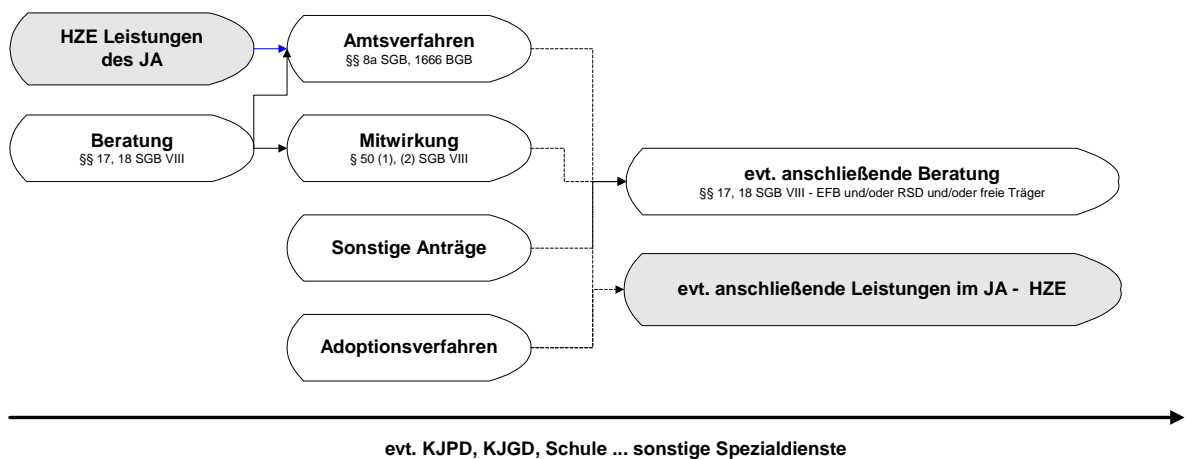 HZE Leistungen
des JA
Amtsverfahren
§§ 8a SGB, 1666 BGB
Beratung
§§ 17, 18 SGB VIII
Mitwirkung
§ 50 (1), (2) SGB VIII
evt. anschließende Beratung
§§ 17, 18 SGB VIII - EFB und/oder RSD und/oder freie Träger
Sonstige Anträge
evt. anschließende Leistungen im JA - HZE
Adoptionsverfahren
evt. KJPD, KJGD, Schule ... sonstige Spezialdienste